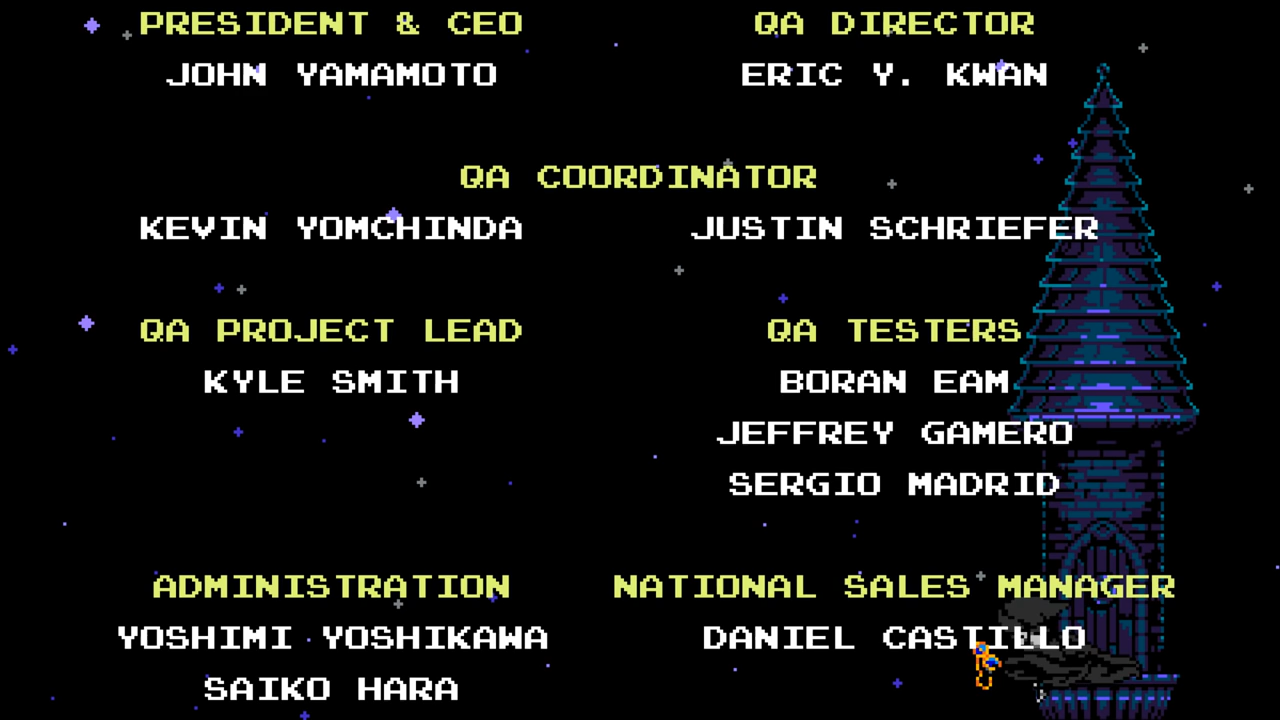 PRESIDENT & CEO
JOHN YAMAMOTO
QA DIRECTOR
ERIC Y. KWAN
QA COORDINATOR
KEVIN YOMCHINDA
JUSTIN SCHRIEFER
QA PROJECT LEAD
KYLE SMITH
QA TESTERS
BORAN EAM
JEFFREY GAMERO
SERGIO MADRID
ADMINISTRATION
YOSHIMI YOSHIKAWA
SAIKO HARA
NATIONAL SALES MANAGER
DANIEL CASTILLO